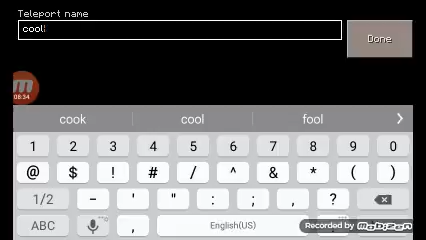 Teleport name
cool
Done
08:34
cook cool fool
1 2 3 4 5 6 7 8 9 0
@ $ ! # / ^ & * ( )
1/2 - ' " : ; , ?
ABC , English(US)
Recorded by Mobizen